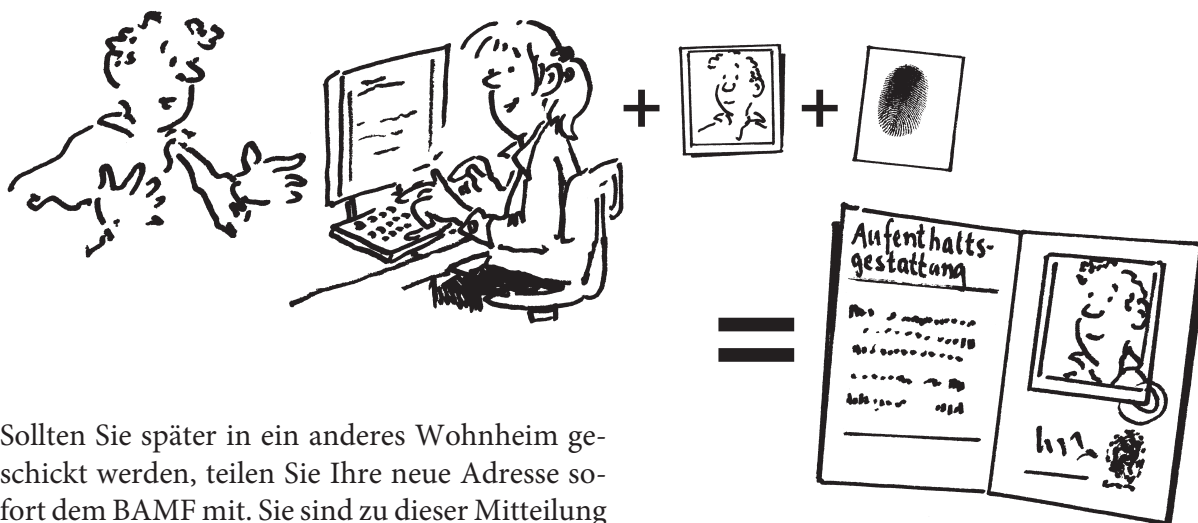 +
+
Aufenthalts-
gestattung
=
Sollten Sie später in ein anderes Wohnheim ge-
schickt werden, teilen Sie Ihre neue Adresse so-
fort dem BAMF mit. Sie sind zu dieser Mitteilung